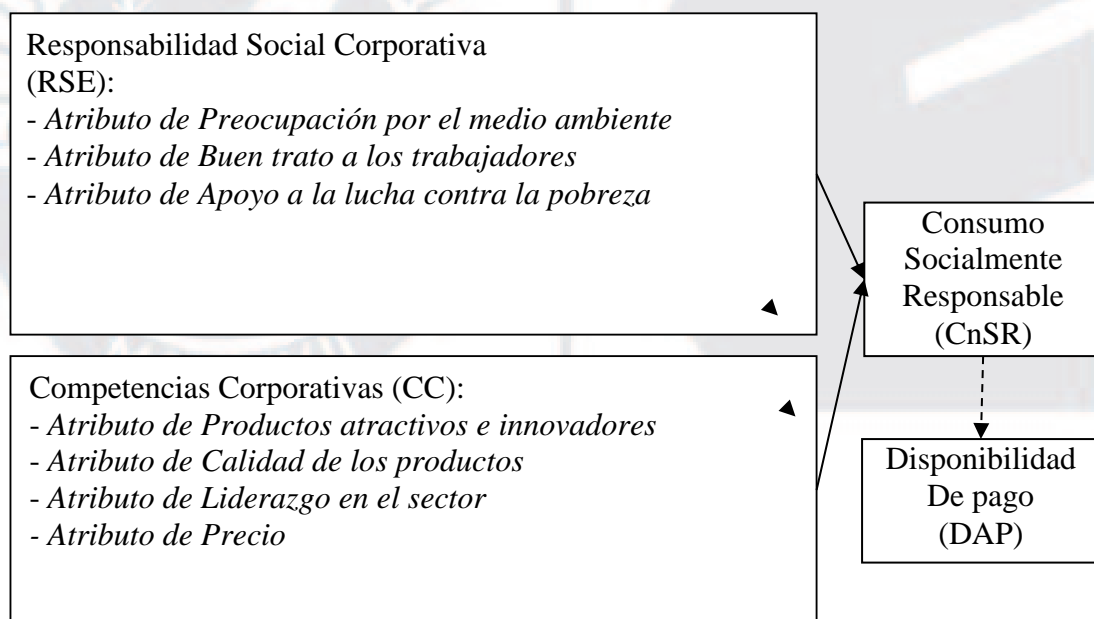 Responsabilidad Social Corporativa
(RSE):
- Atributo de Preocupación por el medio ambiente
- Atributo de Buen trato a los trabajadores
- Atributo de Apoyo a la lucha contra la pobreza
Competencias Corporativas (CC):
- Atributo de Productos atractivos e innovadores
- Atributo de Calidad de los productos
- Atributo de Liderazgo en el sector
- Atributo de Precio
Consumo
Socialmente
Responsable
(CnSR)
Disponibilidad
De pago
(DAP)